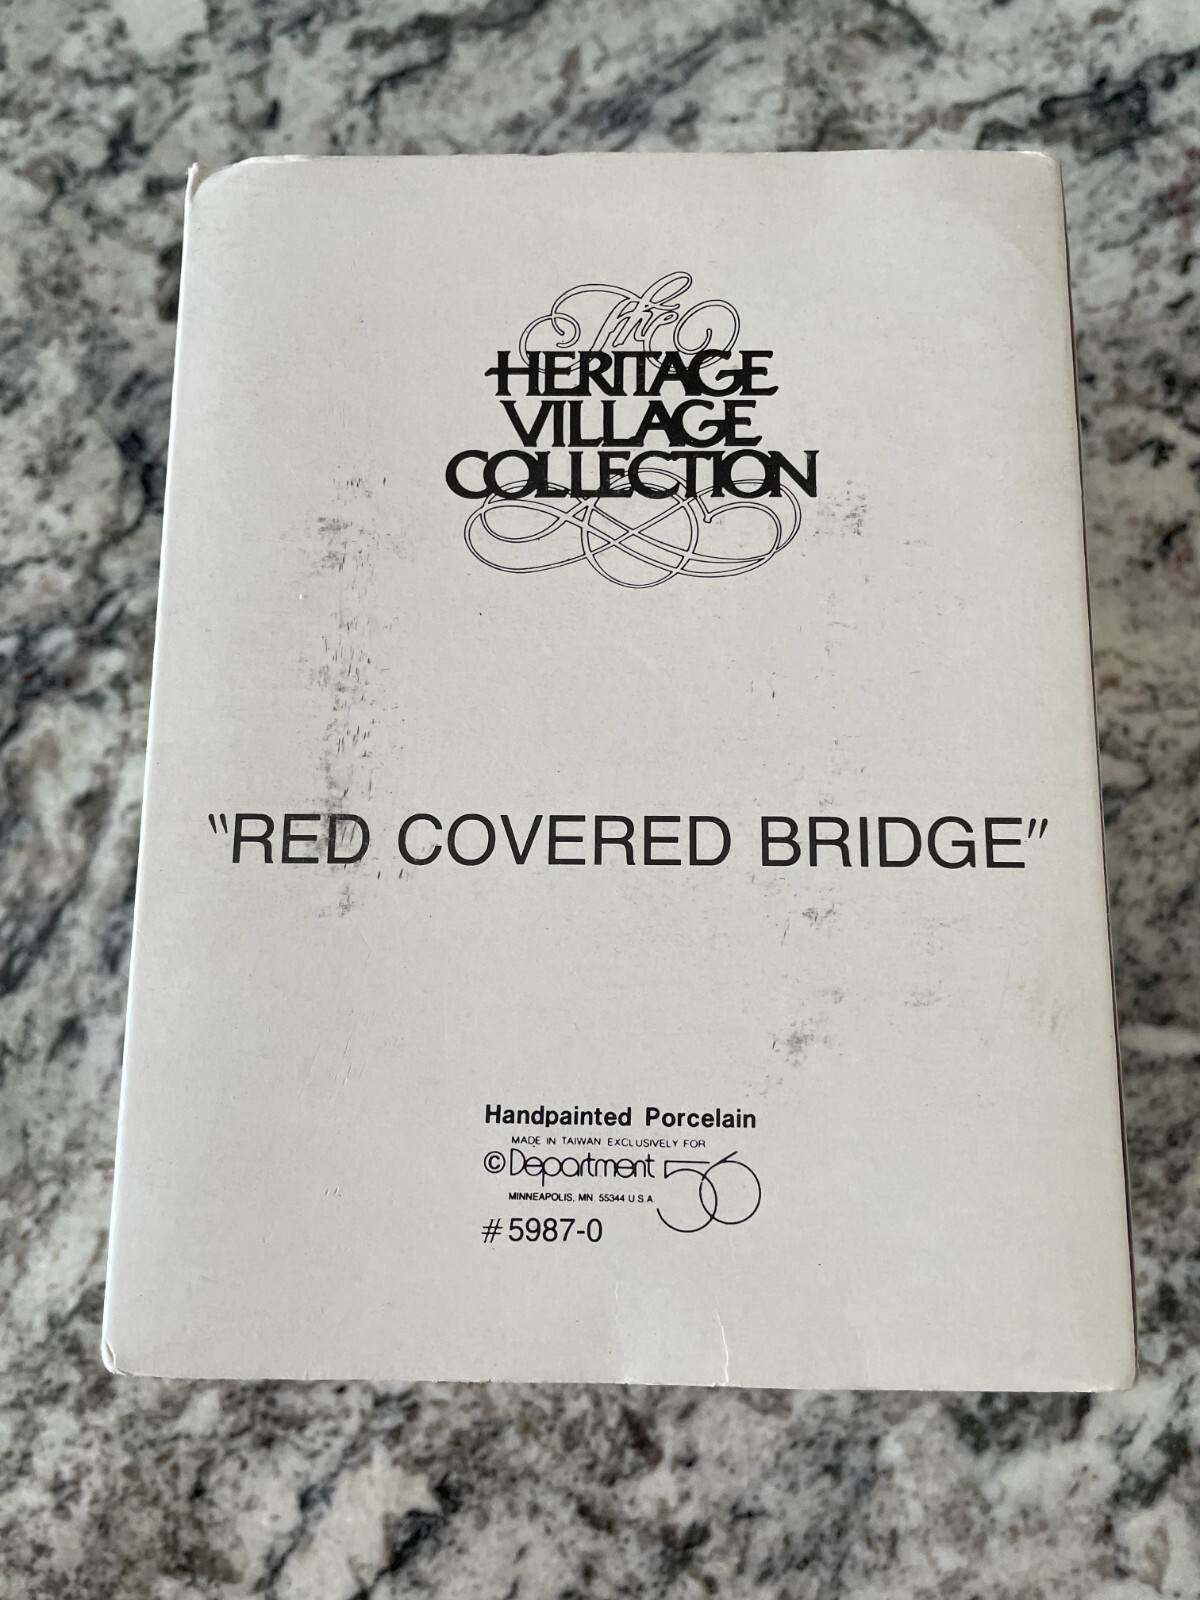 The
HERITAGE
VILLAGE
COLLECTION
"RED COVERED BRIDGE"
Handpainted Porcelain
MADE IN TAIWAN EXCLUSIVELY FOR
© Department 56
MINNEAPOLIS, MN 55344 U.S.A.
# 5987-0